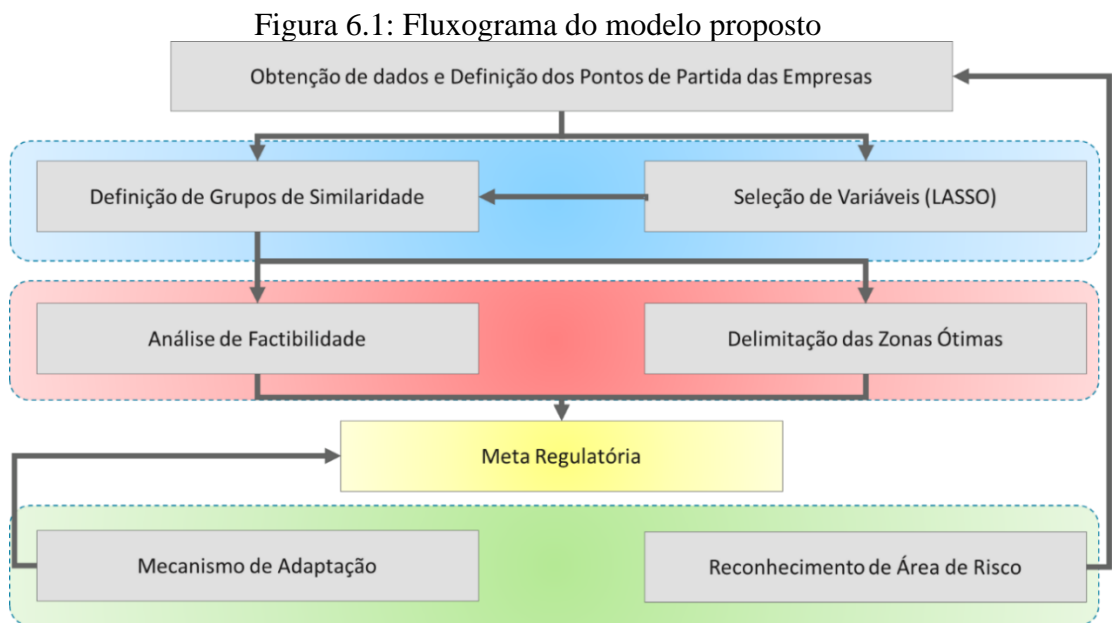 Figura 6.1: Fluxograma do modelo proposto
Obtenção de dados e Definição dos Pontos de Partida das Empresas
Definição de Grupos de Similaridade
Seleção de Variáveis (LASSO)
Análise de Factibilidade
Delimitação das Zonas Ótimas
Meta Regulatória
Mecanismo de Adaptação
Reconhecimento de Área de Risco